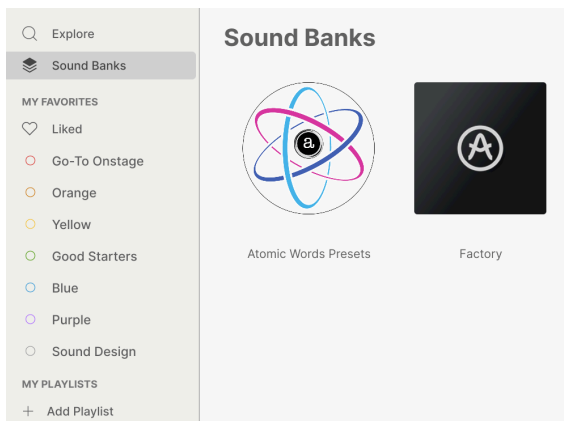 Explore
Sound Banks
MY FAVORITES
Liked
Go-To Onstage
Orange
Yellow
Good Starters
Blue
Purple
Sound Design
MY PLAYLISTS
Add Playlist
Sound Banks
a
Atomic Words Presets
Factory